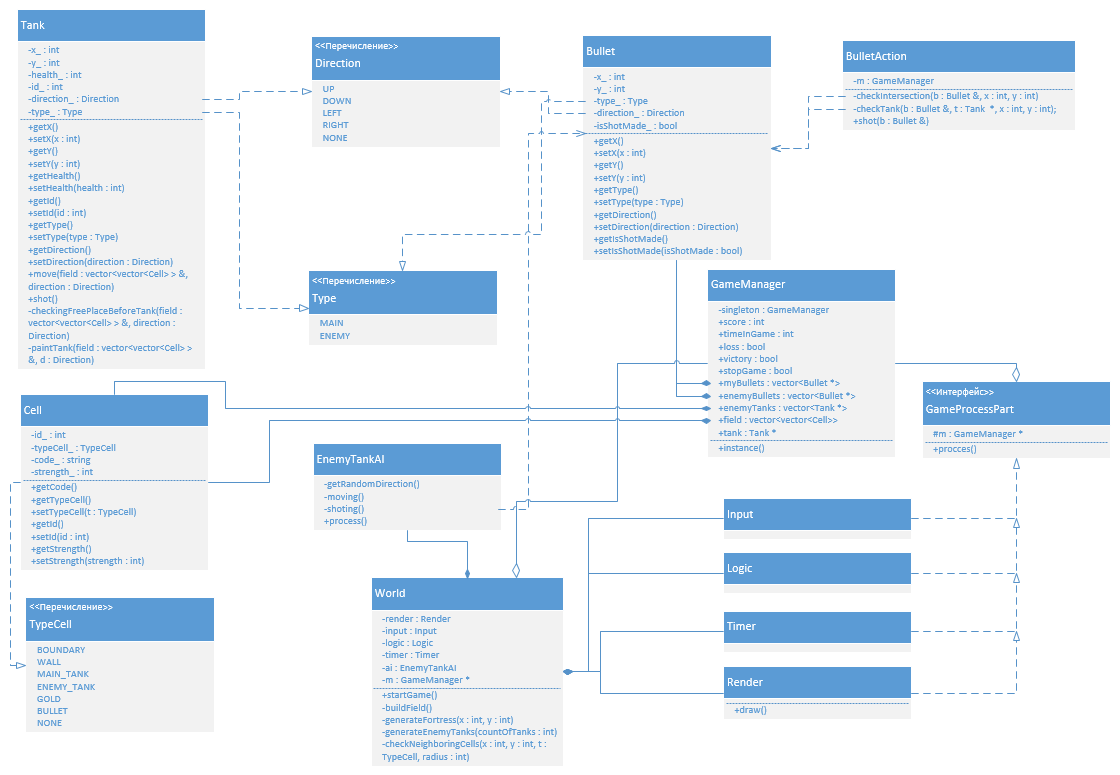 Tank
-x_ : int
-y_ : int
-health_ : int
-id_ : int
-direction_ : Direction
-type_ : Type
+getX()
+setX(x : int)
+getY()
+setY(y : int)
+getHealth()
+setHealth(health : int)
+getId()
+setId(id : int)
+getType()
+setType(type : Type)
+getDirection()
+setDirection(direction : Direction)
+move(field : vector<vector<Cell> > &,
direction : Direction)
+shot()
-checkingFreePlaceBeforeTank(field :
vector<vector<Cell> > &, direction :
Direction)
-paintTank(field : vector<vector<Cell> >
&, d : Direction)
<<Перечисление>>
Direction
UP
DOWN
LEFT
RIGHT
NONE
Bullet
-x_ : int
-y_ : int
-type_ : Type
-direction_ : Direction
-isShotMade_ : bool
+getX()
+setX(x : int)
+getY()
+setY(y : int)
+getType()
+setType(type : Type)
+getDirection()
+setDirection(direction : Direction)
+getIsShotMade()
+setIsShotMade(isShotMade : bool)
BulletAction
-m : GameManager
-checkIntersection(b : Bullet &, x : int, y : int)
-checkTank(b : Bullet &, t : Tank *, x : int, y : int);
+shot(b : Bullet &)
<<Перечисление>>
Type
MAIN
ENEMY
GameManager
-singleton : GameManager
+score : int
+timeInGame : int
+loss : bool
+victory : bool
+stopGame : bool
+myBullets : vector<Bullet *>
+enemyBullets : vector<Bullet *>
+enemyTanks : vector<Tank *>
+field : vector<vector<Cell>>
+tank : Tank *
+instance()
<<Интерфейс>>
GameProcessPart
#m : GameManager *
+procces()
Cell
-id_ : int
-typeCell_ : TypeCell
-code_ : string
-strength_ : int
+getCode()
+getTypeCell()
+setTypeCell(t : TypeCell)
+getId()
+setId(id : int)
+getStrength()
+setStrength(strength : int)
EnemyTankAI
-getRandomDirection()
-moving()
-shoting()
+process()
Input
Logic
Timer
Render
+draw()
<<Перечисление>>
TypeCell
BOUNDARY
WALL
MAIN_TANK
ENEMY_TANK
GOLD
BULLET
NONE
World
-render : Render
-input : Input
-logic : Logic
-timer : Timer
-ai : EnemyTankAI
-m : GameManager *
+startGame()
-buildField()
-generateFortress(x : int, y : int)
-generateEnemyTanks(countOfTanks : int)
-checkNeighboringCells(x : int, y : int, t :
TypeCell, radius : int)